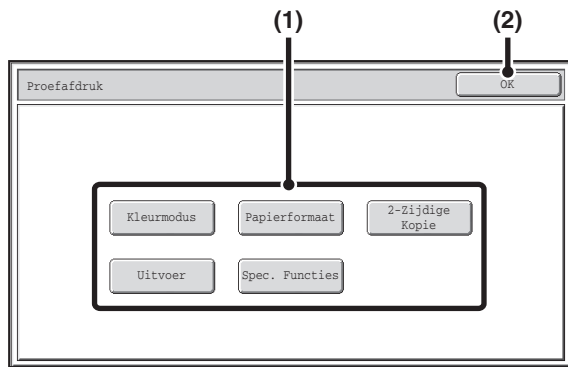 (1) (2)
Proefafdruk OK
Kleurmodus Papierformaat 2-Zijdige
Kopie
Uitvoer Spec. Functies